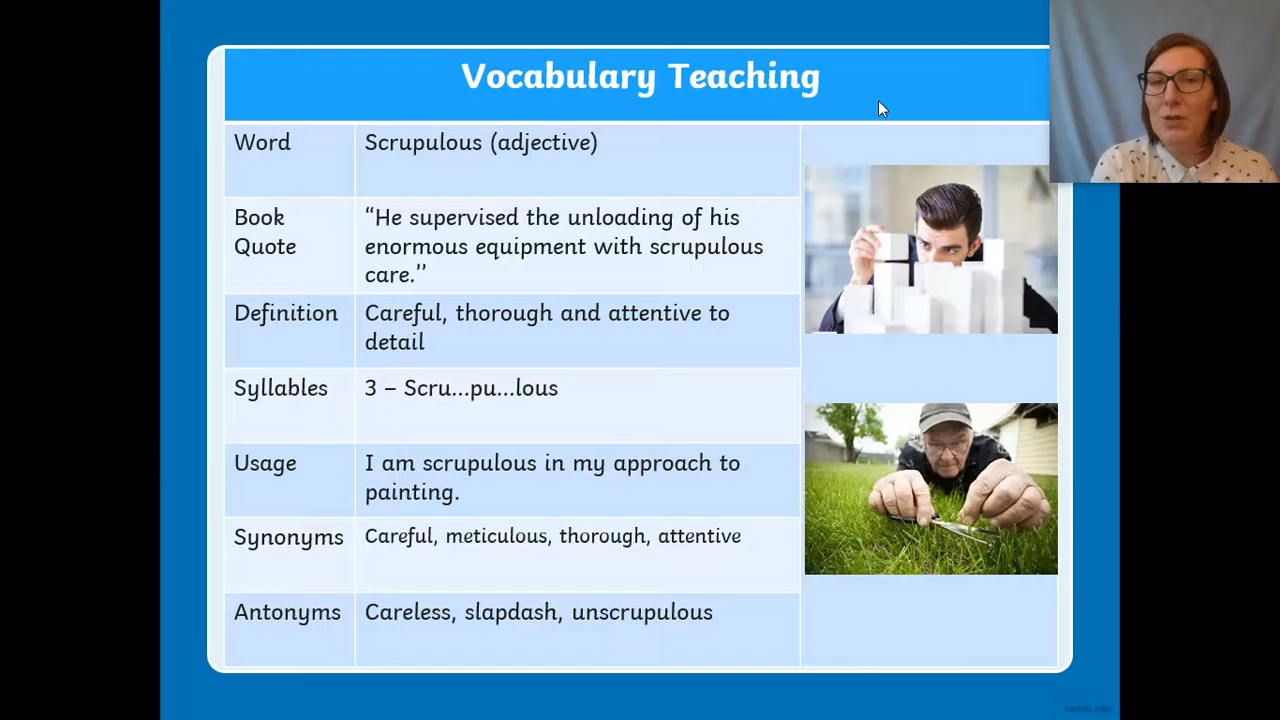 Vocabulary Teaching
Word
Scrupulous (adjective)
Book
Quote
“He supervised the unloading of his
enormous equipment with scrupulous
care.’’
Definition
Careful, thorough and attentive to
detail
Syllables
3 – Scru...pu...lous
Usage
I am scrupulous in my approach to
painting.
Synonyms
Careful, meticulous, thorough, attentive
Antonyms
Careless, slapdash, unscrupulous